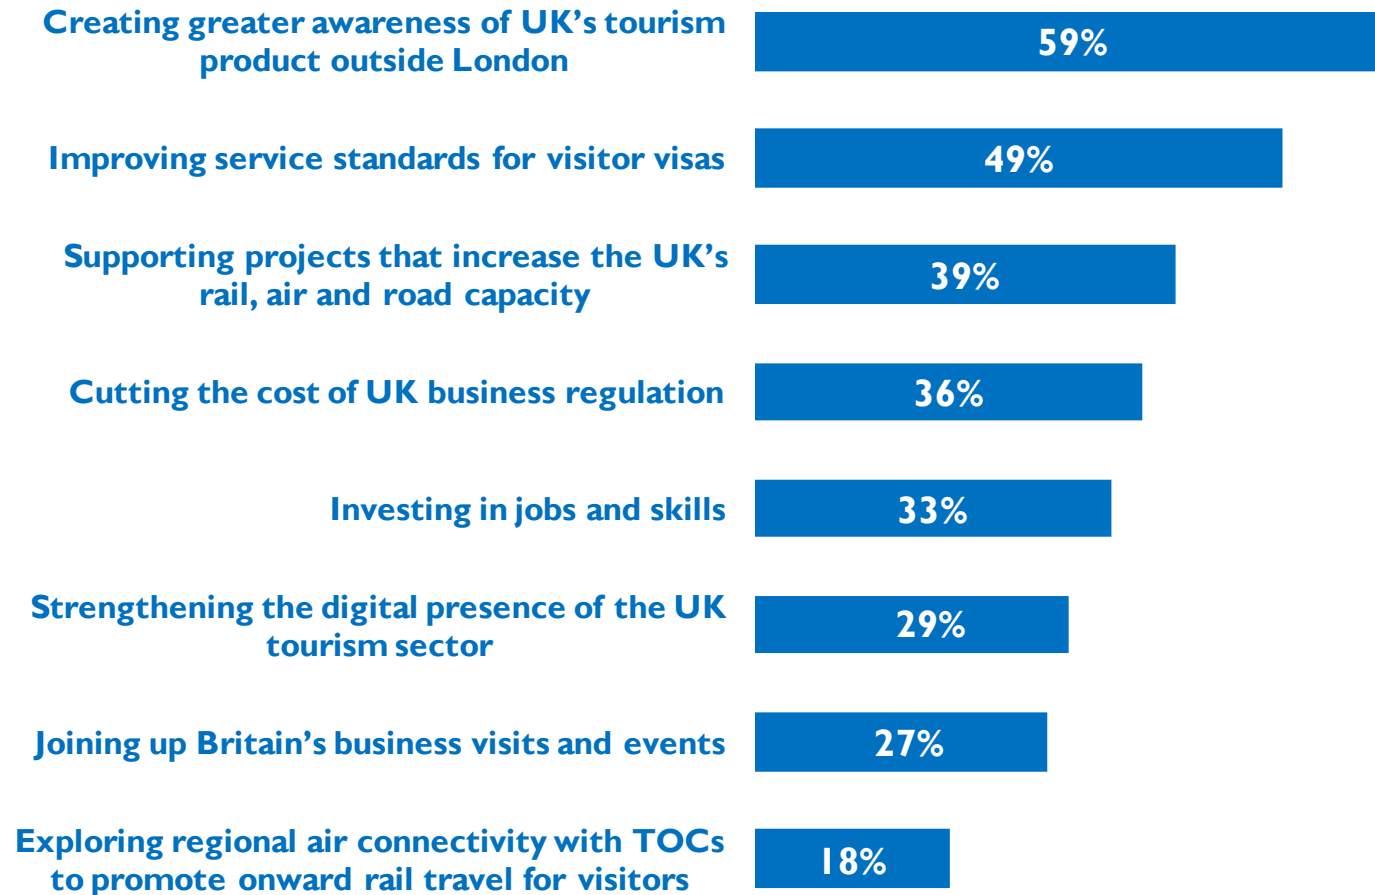 Creating greater awareness of UK’s tourism
product outside London
59%
Improving service standards for visitor visas
49%
Supporting projects that increase the UK’s
rail, air and road capacity
39%
Cutting the cost of UK business regulation
36%
Investing in jobs and skills
33%
Strengthening the digital presence of the UK
tourism sector
29%
Joining up Britain’s business visits and events
27%
Exploring regional air connectivity with TOCs
to promote onward rail travel for visitors
18%